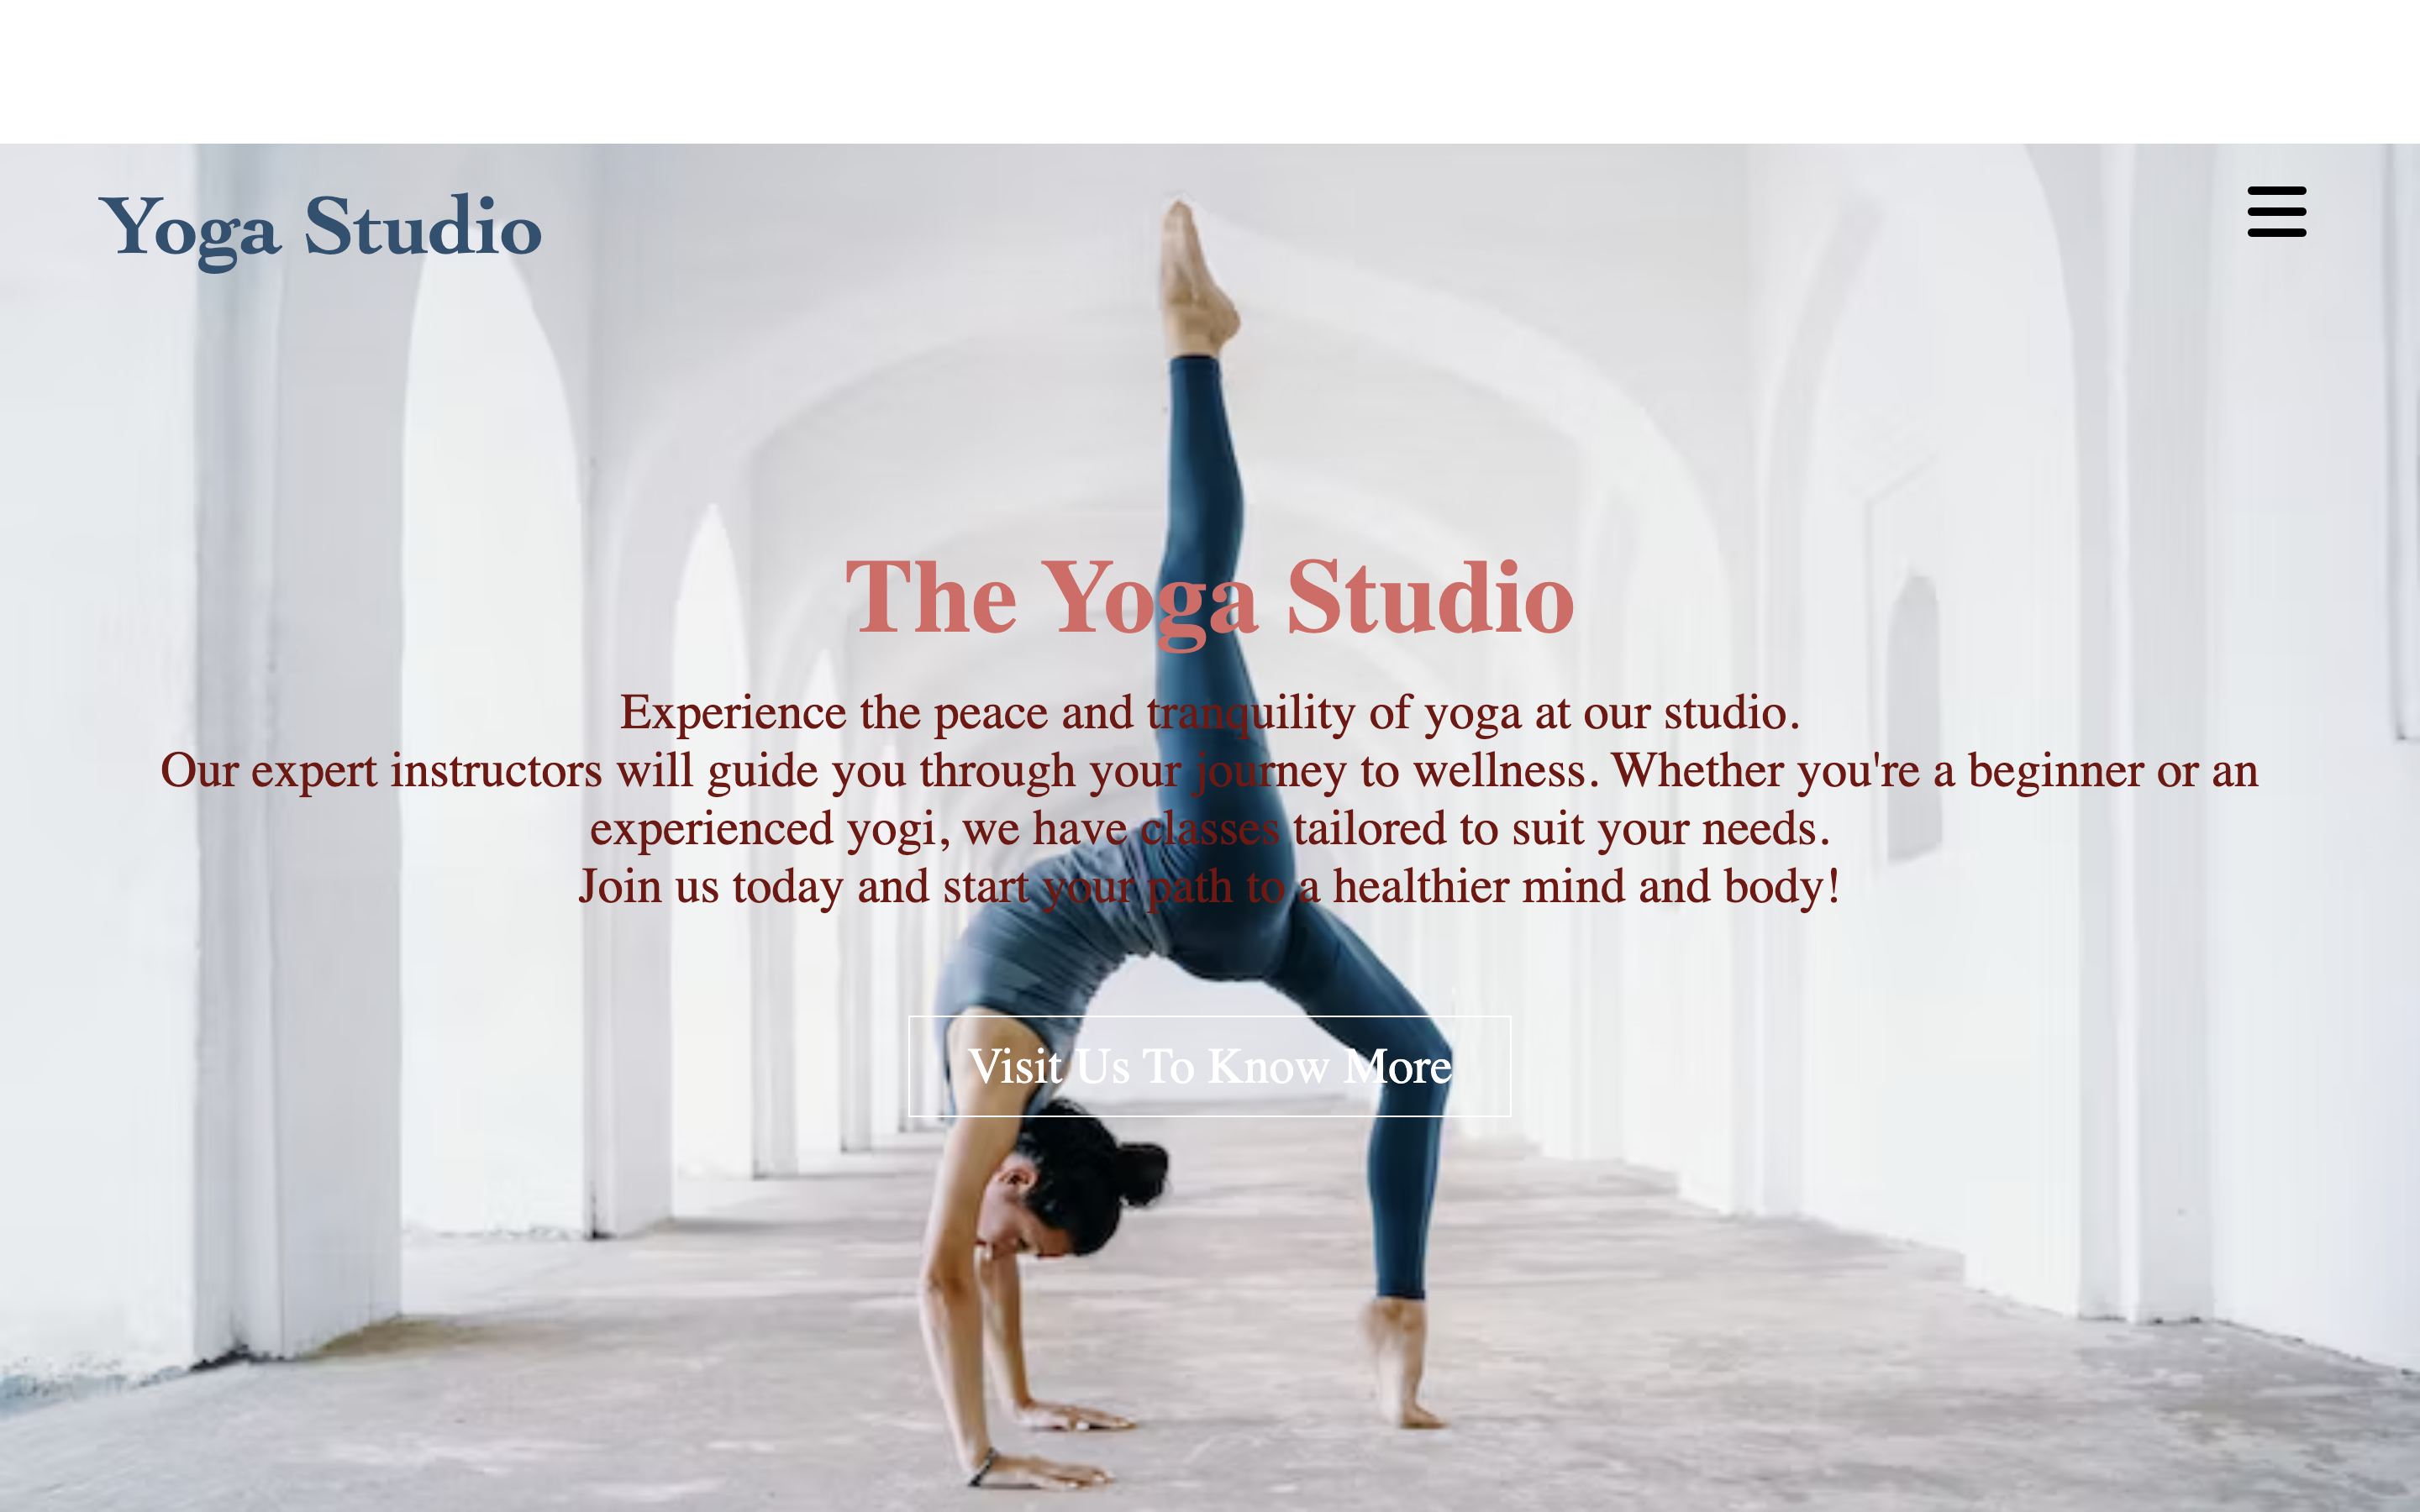 Yoga Studio
The Yoga Studio
Experience the peace and tranquility of yoga at our studio.
Our expert instructors will guide you through your journey to wellness. Whether you're a beginner or an
experienced yogi, we have classes tailored to suit your needs.
Join us today and start your path to a healthier mind and body!
Visit Us To Know More